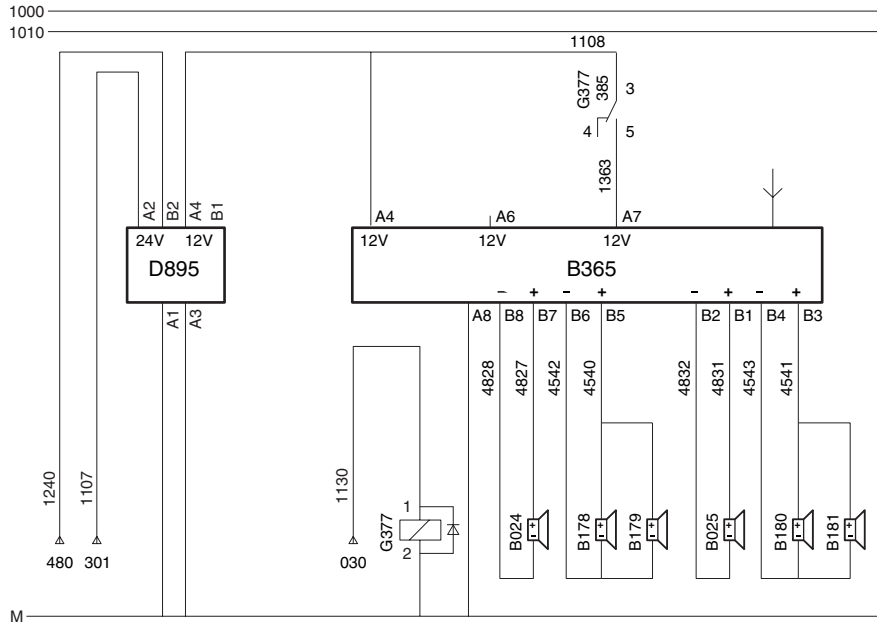 1000
1010
1108
G377
385
3
4
5
1363
A2
B2
A4
B1
24V
12V
D895
A1
A3
A4
A6
A7
12V
12V
12V
B365
- + - + - + - +
A8
B8
B7
B6
B5
B2
B1
B4
B3
4828
4827
4542
4540
4832
4831
4543
4541
1240
1107
1130
480
301
030
1
2
G377
B024
+
-
B178
+
-
B179
+
-
B025
+
-
B180
+
-
B181
+
-
M